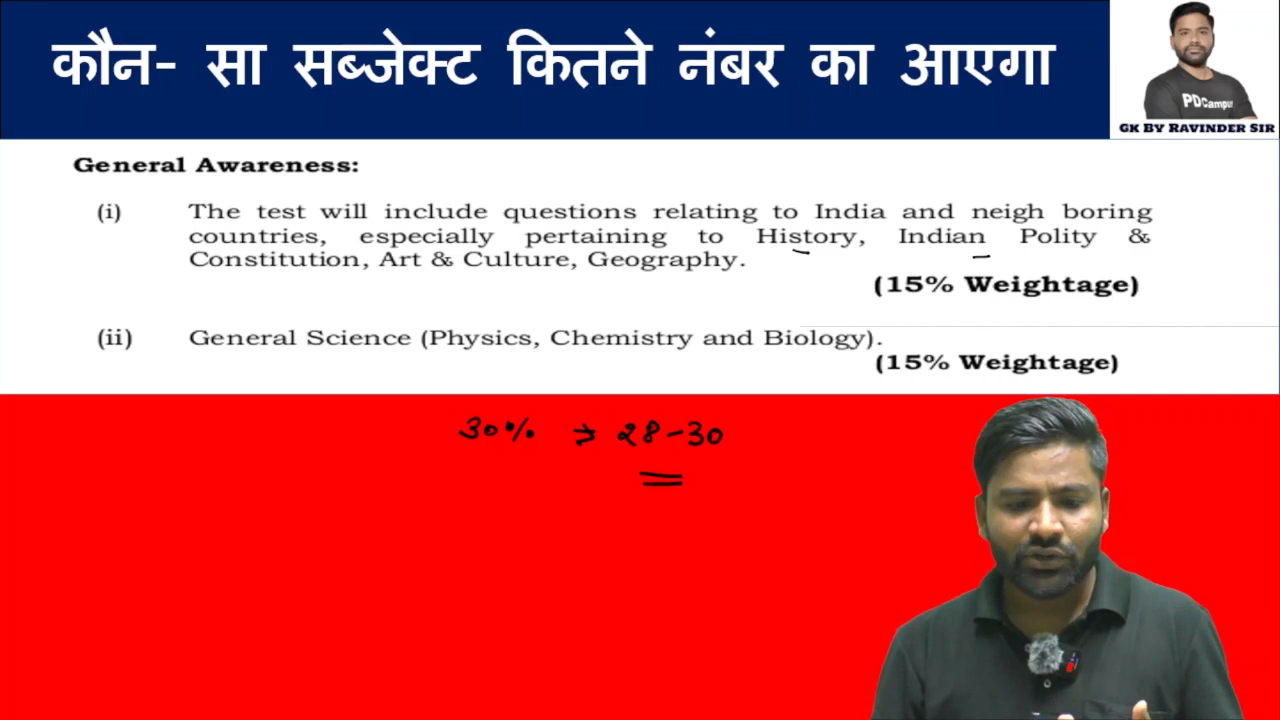 कौन- सा सब्जेक्ट कितने नंबर का आएगा
PDCampus
GK By Ravinder Sir
General Awareness:
(i) The test will include questions relating to India and neigh boring
countries, especially pertaining to History, Indian Polity &
Constitution, Art & Culture, Geography.
(15% Weightage)
(ii) General Science (Physics, Chemistry and Biology).
(15% Weightage)
30% → 28-30